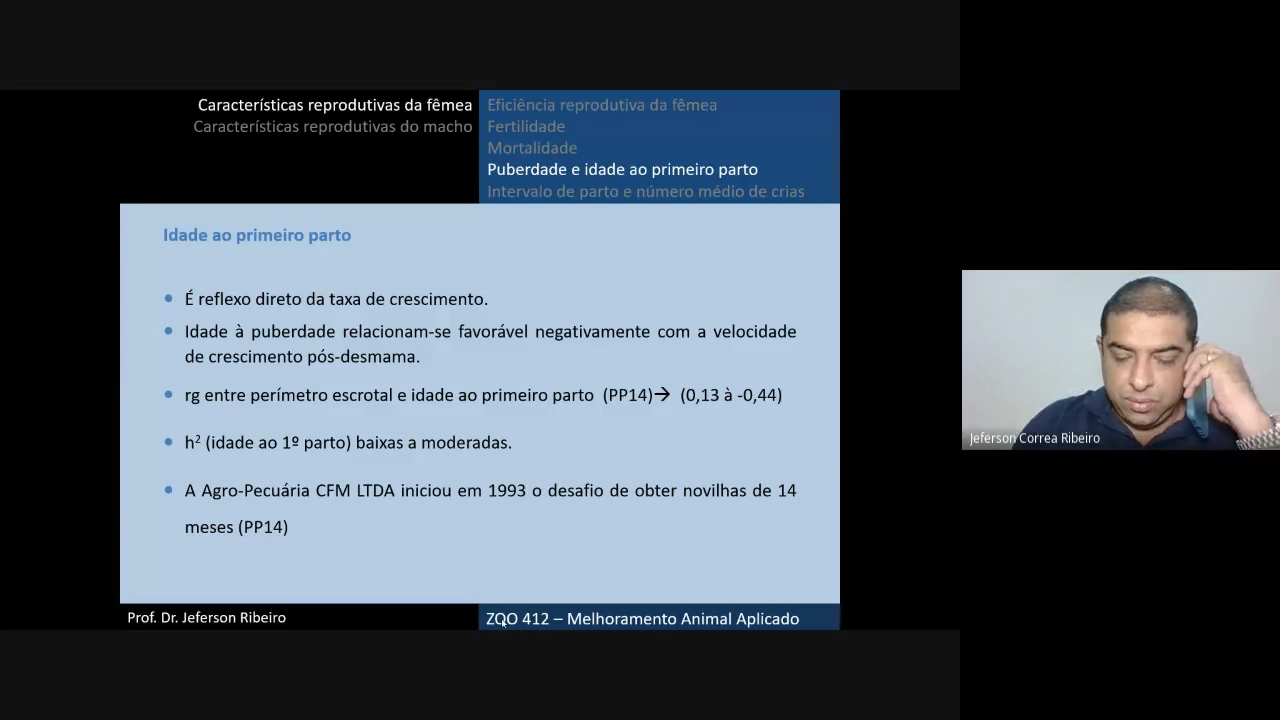 Características reprodutivas da fêmea
Características reprodutivas do macho
Eficiência reprodutiva da fêmea
Fertilidade
Mortalidade
Puberdade e idade ao primeiro parto
Intervalo de parto e número médio de crias
Idade ao primeiro parto
• É reflexo direto da taxa de crescimento.
• Idade à puberdade relacionam-se favorável negativamente com a velocidade
de crescimento pós-desmama.
• rg entre perímetro escrotal e idade ao primeiro parto (PP14)→ (0,13 à -0,44)
• h² (idade ao 1º parto) baixas a moderadas.
• A Agro-Pecuária CFM LTDA iniciou em 1993 o desafio de obter novilhas de 14
meses (PP14)
Jeferson Correa Ribeiro
Prof. Dr. Jeferson Ribeiro
ZOO 412 – Melhoramento Animal Aplicado